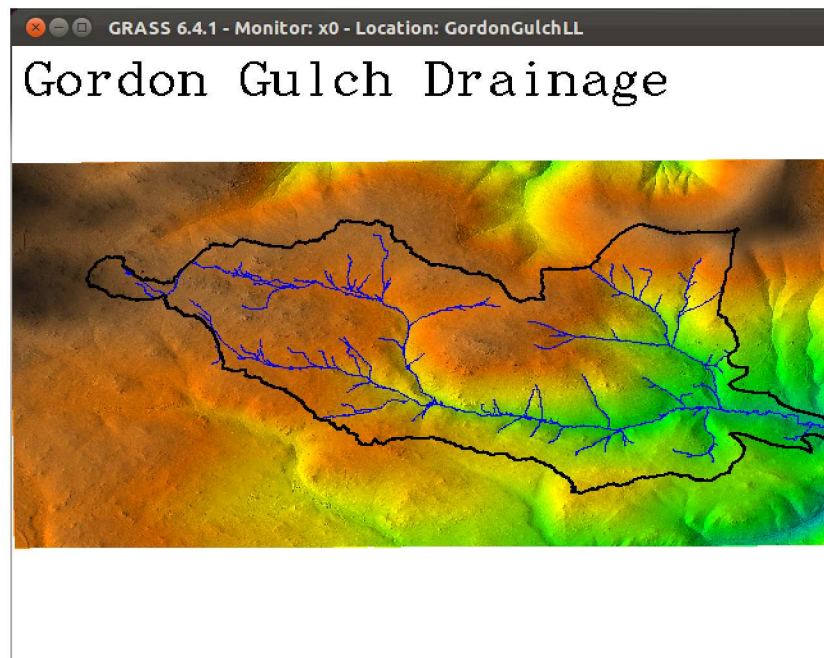 GRASS 6.4.1 - Monitor: x0 - Location: GordonGulchLL
Gordon Gulch Drainage